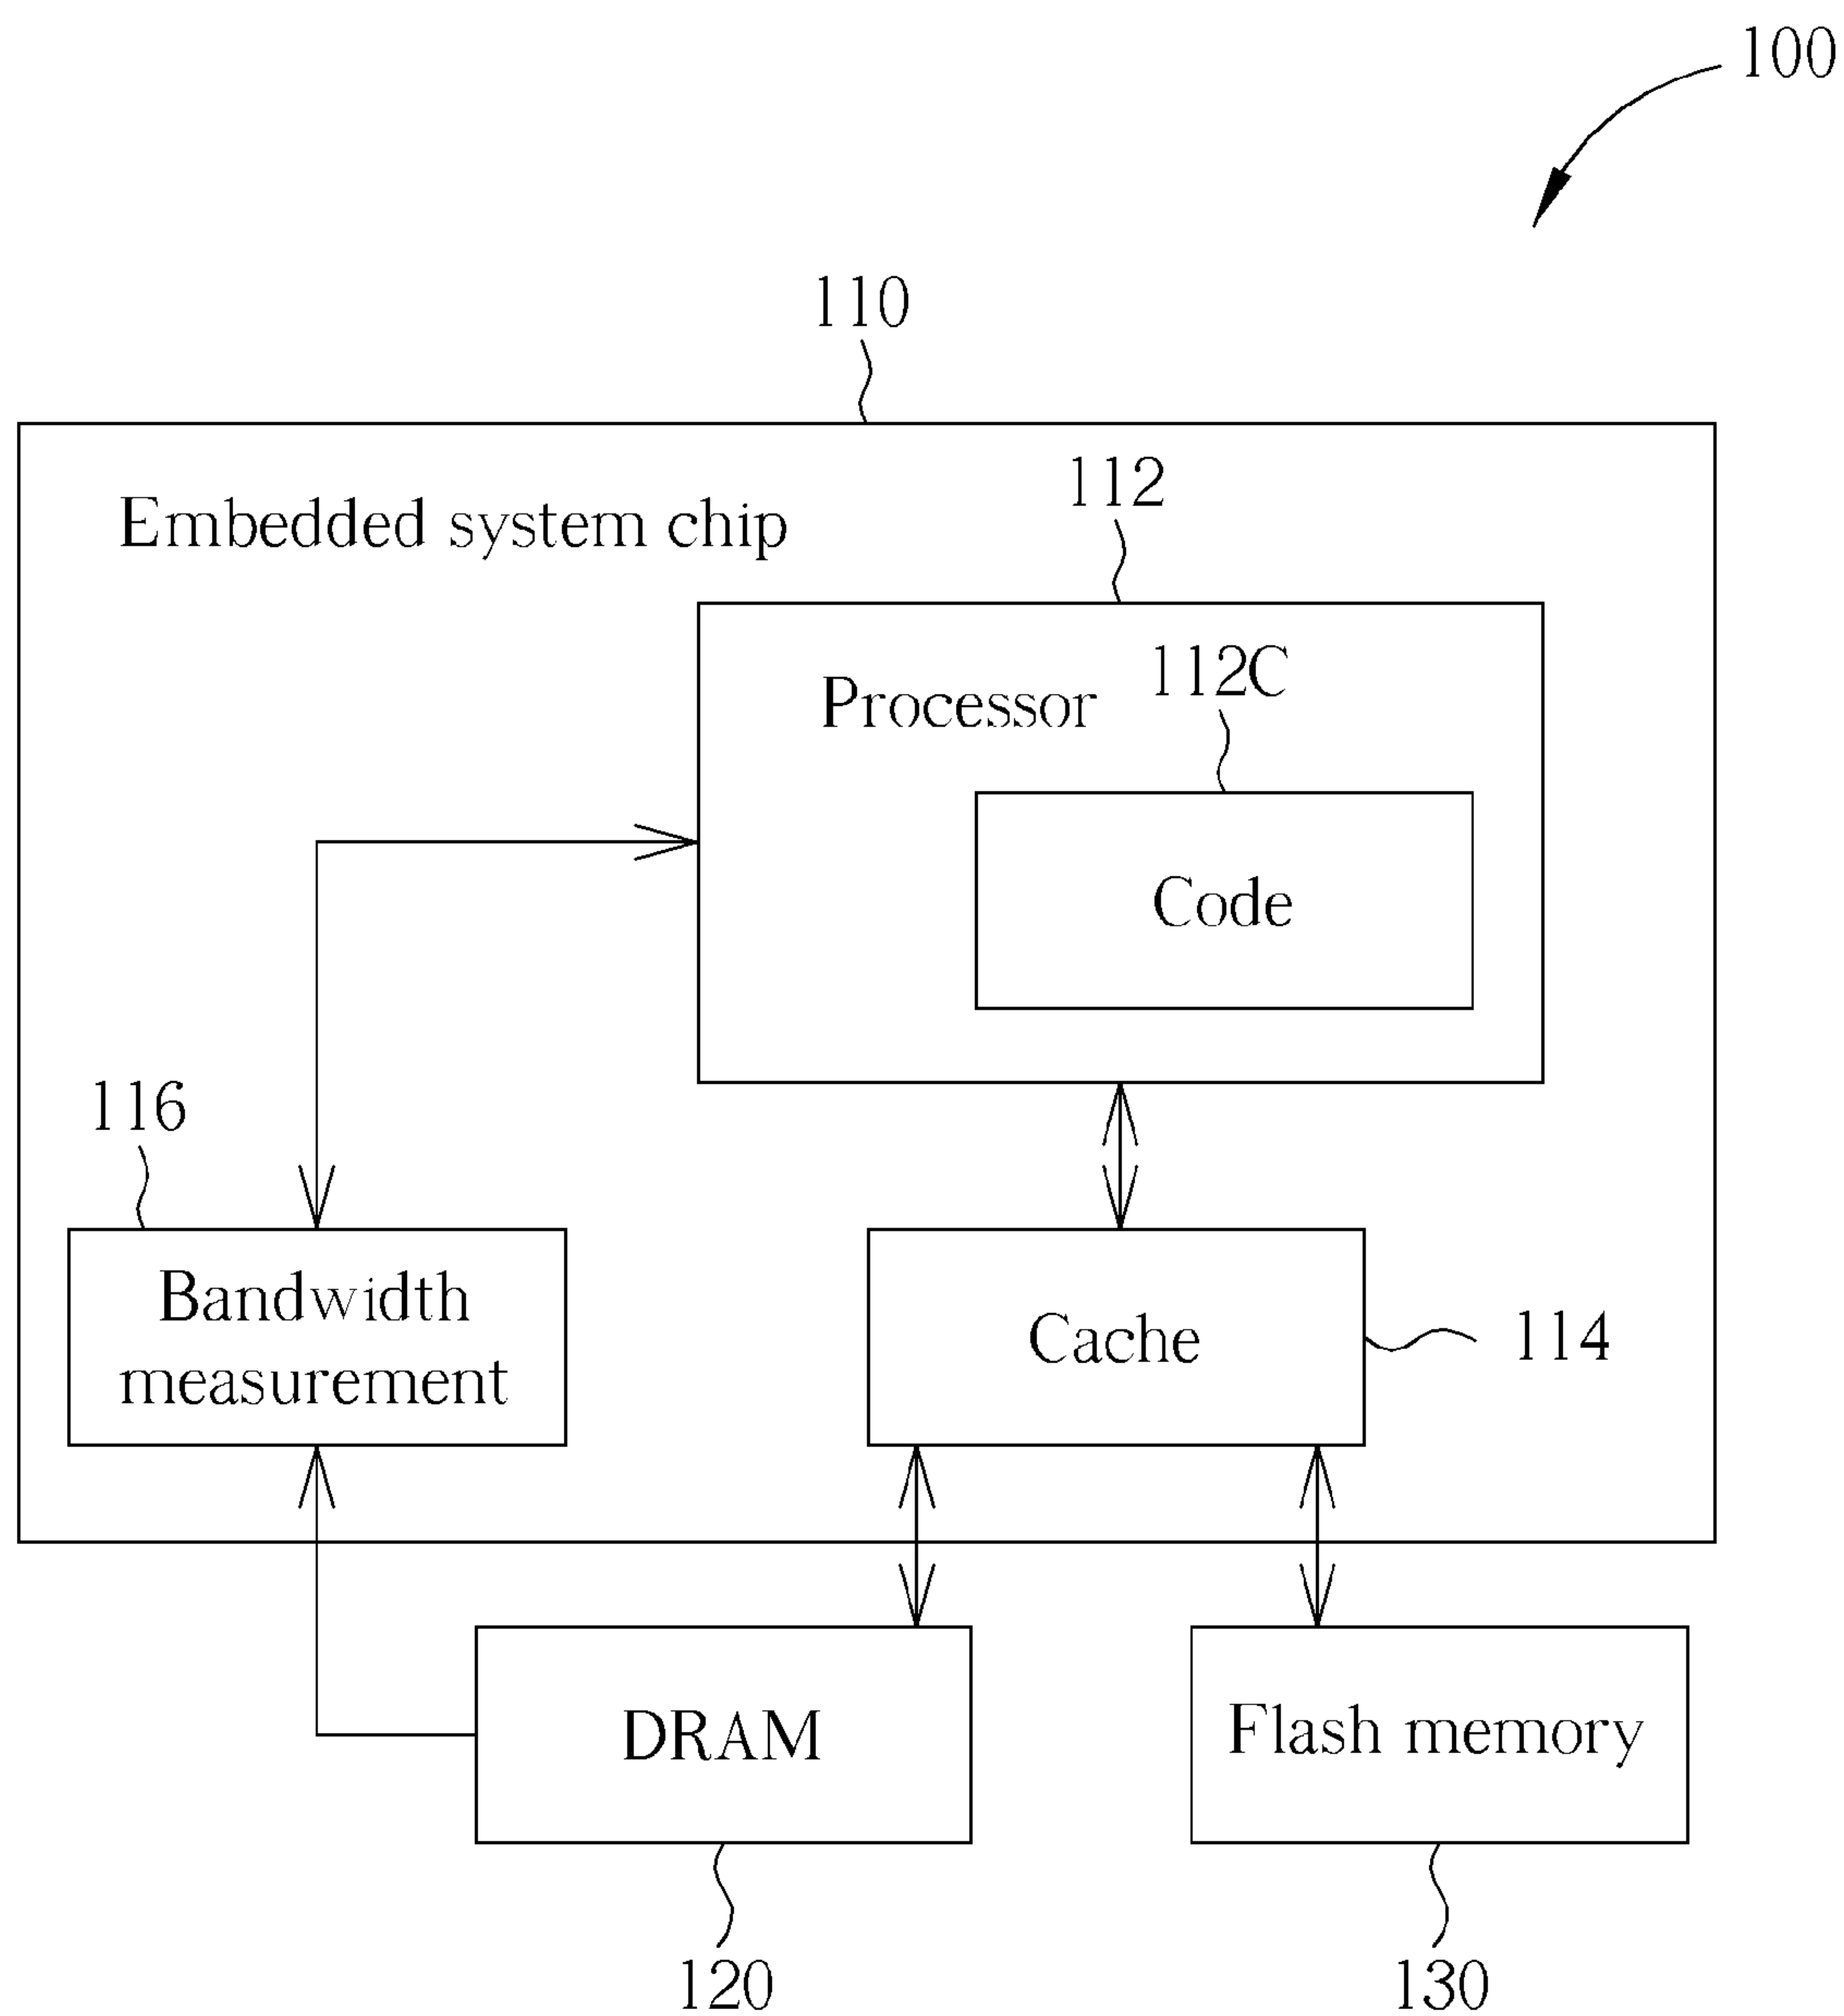 100
110
Embedded system chip
112
Processor
112C
Code
116
Bandwidth
measurement
Cache
114
DRAM
Flash memory
120
130